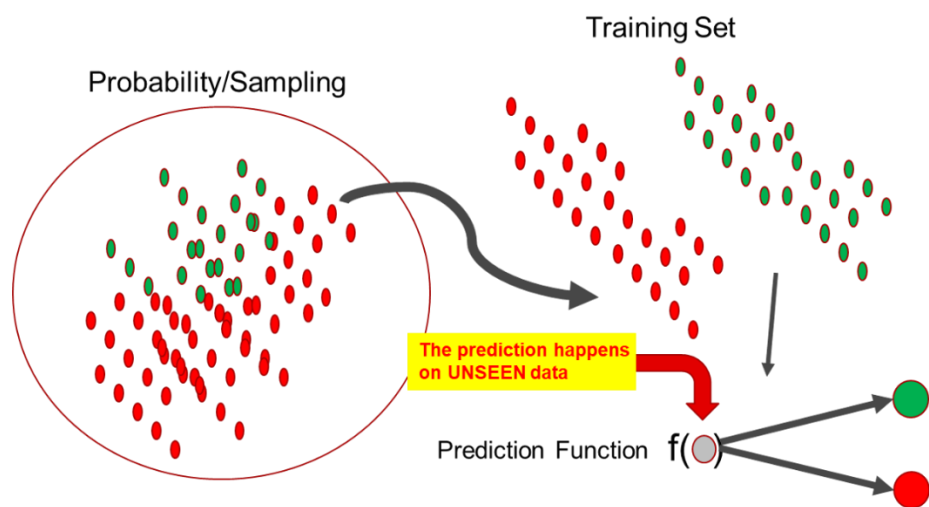 Training Set
Probability/Sampling
The prediction happens
on UNSEEN data
Prediction Function f( )